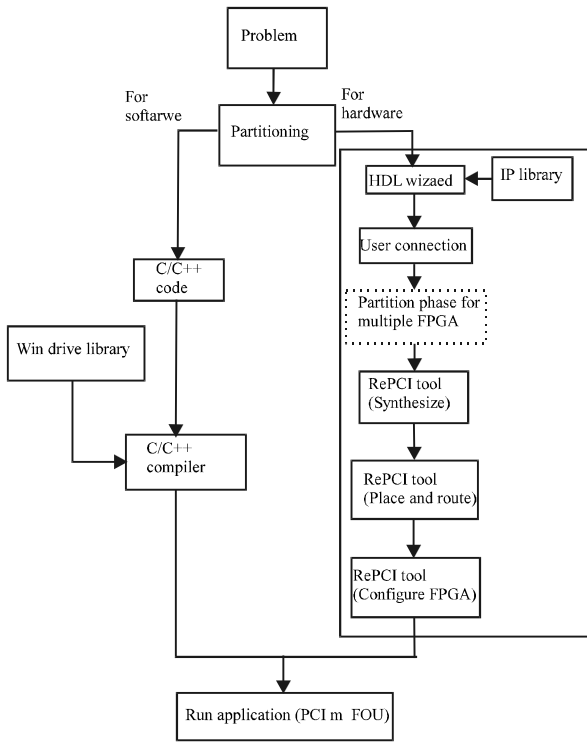 Problem
For
softarwe
For
hardware
Partitioning
HDL wizaed
IP library
User connection
C/C++
code
Partition phase for
multiple FPGA
Win drive library
RePCI tool
(Synthesize)
C/C++
compiler
RePCI tool
(Place and route)
RePCI tool
(Configure FPGA)
Run application (PCI m FOU)